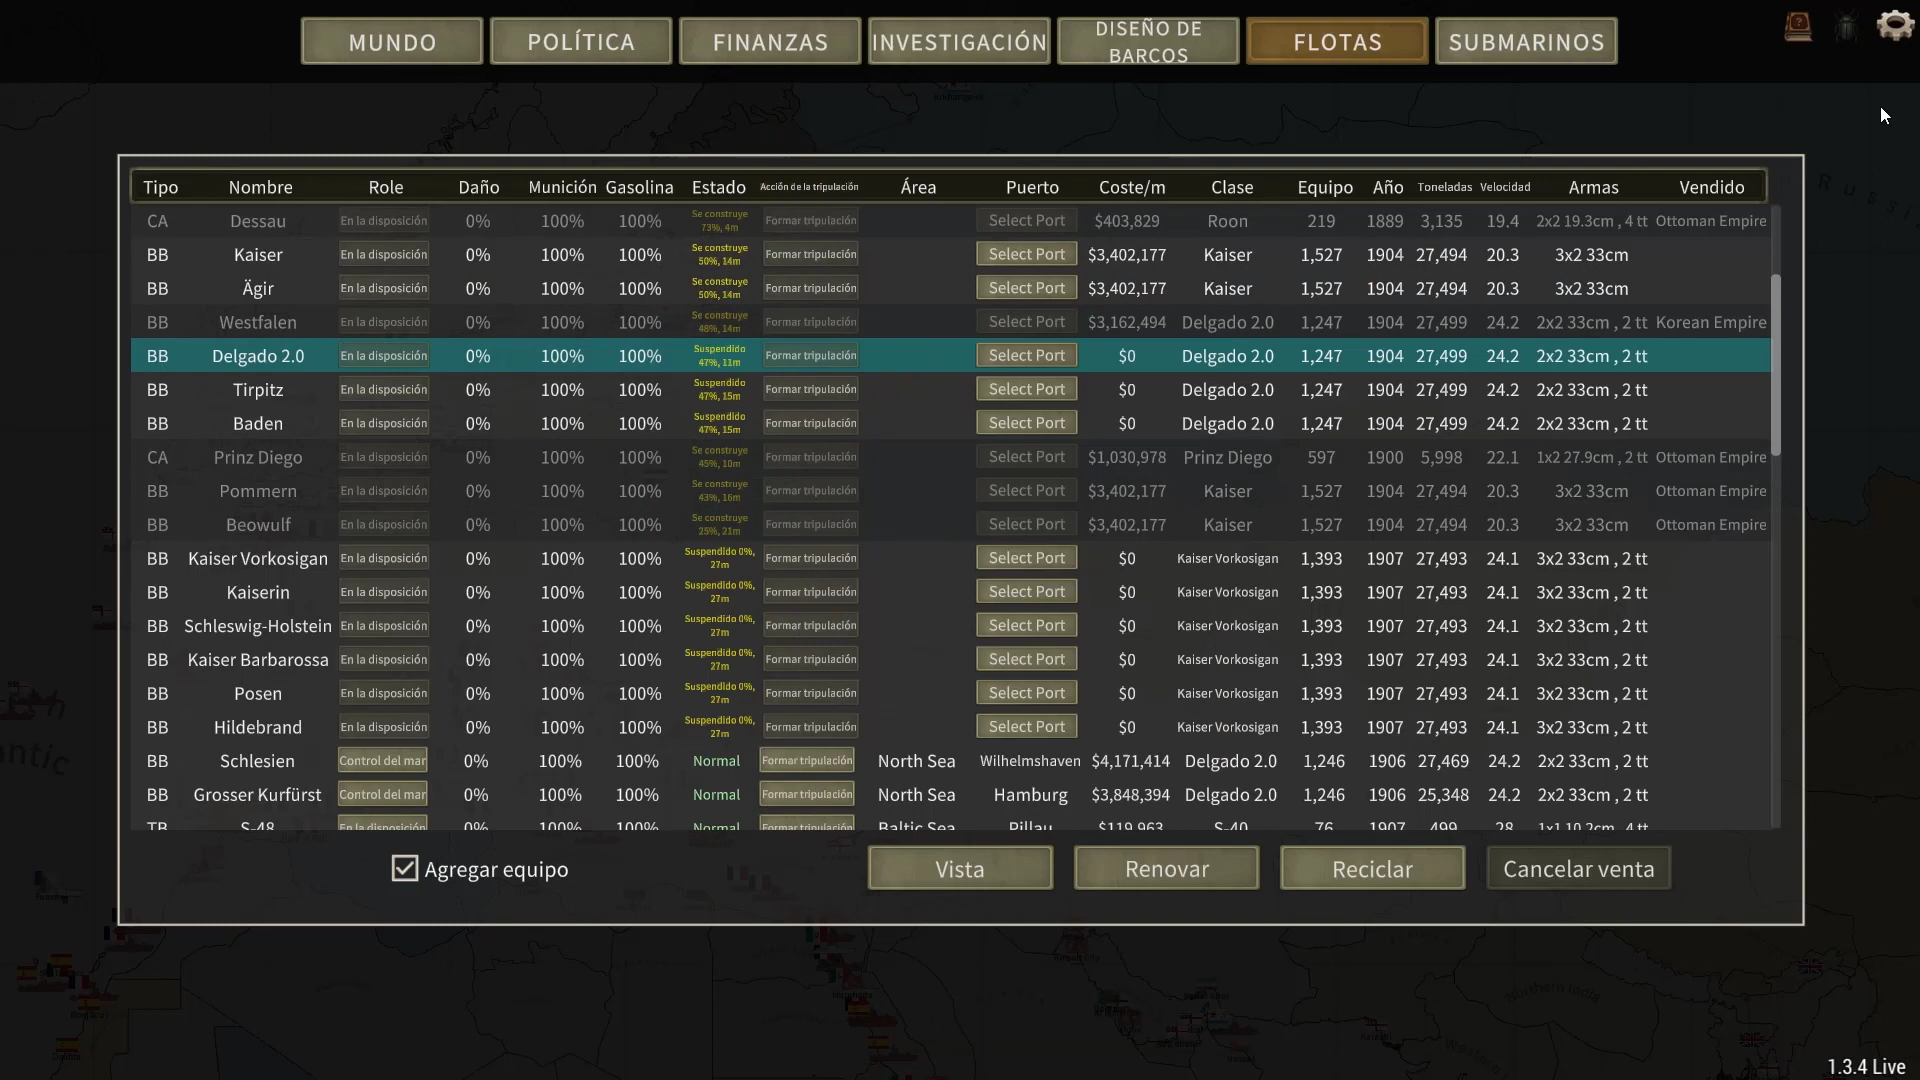 MUNDO
POLÍTICA
FINANZAS
INVESTIGACIÓN
DISEÑO DE
BARCOS
FLOTAS
SUBMARINOS
Tipo Nombre Role Daño Munición Gasolina Estado Acción de la tripulación Área Puerto Coste/m Clase Equipo Año Toneladas Velocidad Armas Vendido
CA Dessau En la disposición 0% 100% 100% Se construye 73%, 4m Formar tripulación Select Port $403,829 Roon 219 1889 3,135 19.4 2x2 19.3cm , 4 tt Ottoman Empire
BB Kaiser En la disposición 0% 100% 100% Se construye 50%, 14m Formar tripulación Select Port $3,402,177 Kaiser 1,527 1904 27,494 20.3 3x2 33cm
BB Ägir En la disposición 0% 100% 100% Se construye 50%, 14m Formar tripulación Select Port $3,402,177 Kaiser 1,527 1904 27,494 20.3 3x2 33cm
BB Westfalen En la disposición 0% 100% 100% Se construye 48%, 14m Formar tripulación Select Port $3,162,494 Delgado 2.0 1,247 1904 27,499 24.2 2x2 33cm , 2 tt Korean Empire
BB Delgado 2.0 En la disposición 0% 100% 100% Suspendido 47%, 11m Formar tripulación Select Port $0 Delgado 2.0 1,247 1904 27,499 24.2 2x2 33cm , 2 tt
BB Tirpitz En la disposición 0% 100% 100% Suspendido 47%, 15m Formar tripulación Select Port $0 Delgado 2.0 1,247 1904 27,499 24.2 2x2 33cm , 2 tt
BB Baden En la disposición 0% 100% 100% Suspendido 47%, 15m Formar tripulación Select Port $0 Delgado 2.0 1,247 1904 27,499 24.2 2x2 33cm , 2 tt
CA Prinz Diego En la disposición 0% 100% 100% Se construye 45%, 10m Formar tripulación Select Port $1,030,978 Prinz Diego 597 1900 5,998 22.1 1x2 27.9cm , 2 tt Ottoman Empire
BB Pommern En la disposición 0% 100% 100% Se construye 43%, 16m Formar tripulación Select Port $3,402,177 Kaiser 1,527 1904 27,494 20.3 3x2 33cm Ottoman Empire
BB Beowulf En la disposición 0% 100% 100% Se construye 25%, 21m Formar tripulación Select Port $3,402,177 Kaiser 1,527 1904 27,494 20.3 3x2 33cm Ottoman Empire
BB Kaiser Vorkosigan En la disposición 0% 100% 100% Suspendido 0%, 27m Formar tripulación Select Port $0 Kaiser Vorkosigan 1,393 1907 27,493 24.1 3x2 33cm , 2 tt
BB Kaiserin En la disposición 0% 100% 100% Suspendido 0%, 27m Formar tripulación Select Port $0 Kaiser Vorkosigan 1,393 1907 27,493 24.1 3x2 33cm , 2 tt
BB Schleswig-Holstein En la disposición 0% 100% 100% Suspendido 0%, 27m Formar tripulación Select Port $0 Kaiser Vorkosigan 1,393 1907 27,493 24.1 3x2 33cm , 2 tt
BB Kaiser Barbarossa En la disposición 0% 100% 100% Suspendido 0%, 27m Formar tripulación Select Port $0 Kaiser Vorkosigan 1,393 1907 27,493 24.1 3x2 33cm , 2 tt
BB Posen En la disposición 0% 100% 100% Suspendido 0%, 27m Formar tripulación Select Port $0 Kaiser Vorkosigan 1,393 1907 27,493 24.1 3x2 33cm , 2 tt
BB Hildebrand En la disposición 0% 100% 100% Suspendido 0%, 27m Formar tripulación Select Port $0 Kaiser Vorkosigan 1,393 1907 27,493 24.1 3x2 33cm , 2 tt
BB Schlesien Control del mar 0% 100% 100% Normal Formar tripulación North Sea Wilhelmshaven $4,171,414 Delgado 2.0 1,246 1906 27,469 24.2 2x2 33cm , 2 tt
BB Grosser Kurfürst Control del mar 0% 100% 100% Normal Formar tripulación North Sea Hamburg $3,848,394 Delgado 2.0 1,246 1906 25,348 24.2 2x2 33cm , 2 tt
TB S-48 En la disposición 0% 100% 100% Normal Formar tripulación Baltic Sea Pillau $119,963 S-40 76 1907 499 28 1x1 10.2cm , 4 tt
Agregar equipo
Vista
Renovar
Reciclar
Cancelar venta
1.3.4 Live